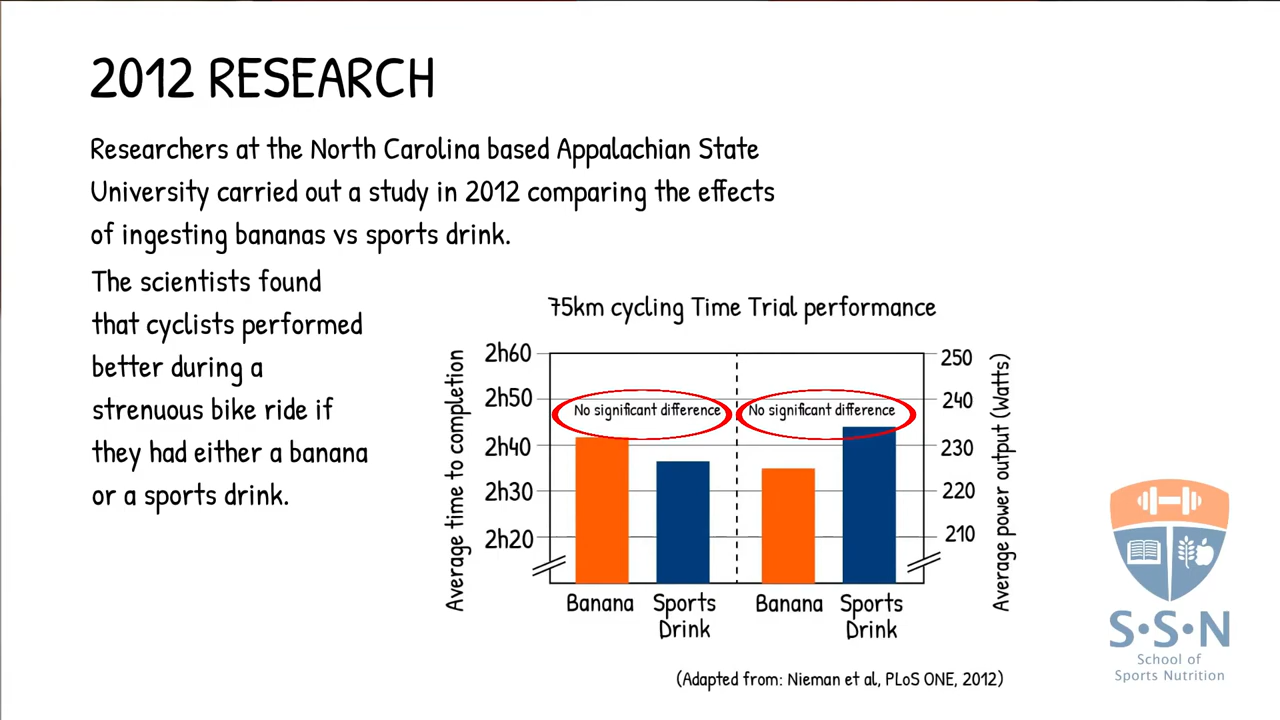 2012 RESEARCH
Researchers at the North Carolina based Appalachian State
University carried out a study in 2012 comparing the effects
of ingesting bananas vs sports drink.
The scientists found
that cyclists performed
better during a
strenuous bike ride if
they had either a banana
or a sports drink.
75km cycling Time Trial performance
Average time to completion
2h60
2h50
2h40
2h30
2h20
No significant difference
No significant difference
250
240
230
220
210
Average power output (Watts)
Banana
Sports
Drink
Banana
Sports
Drink
(Adapted from: Nieman et al, PLoS ONE, 2012)
S•S•N
School of
Sports Nutrition